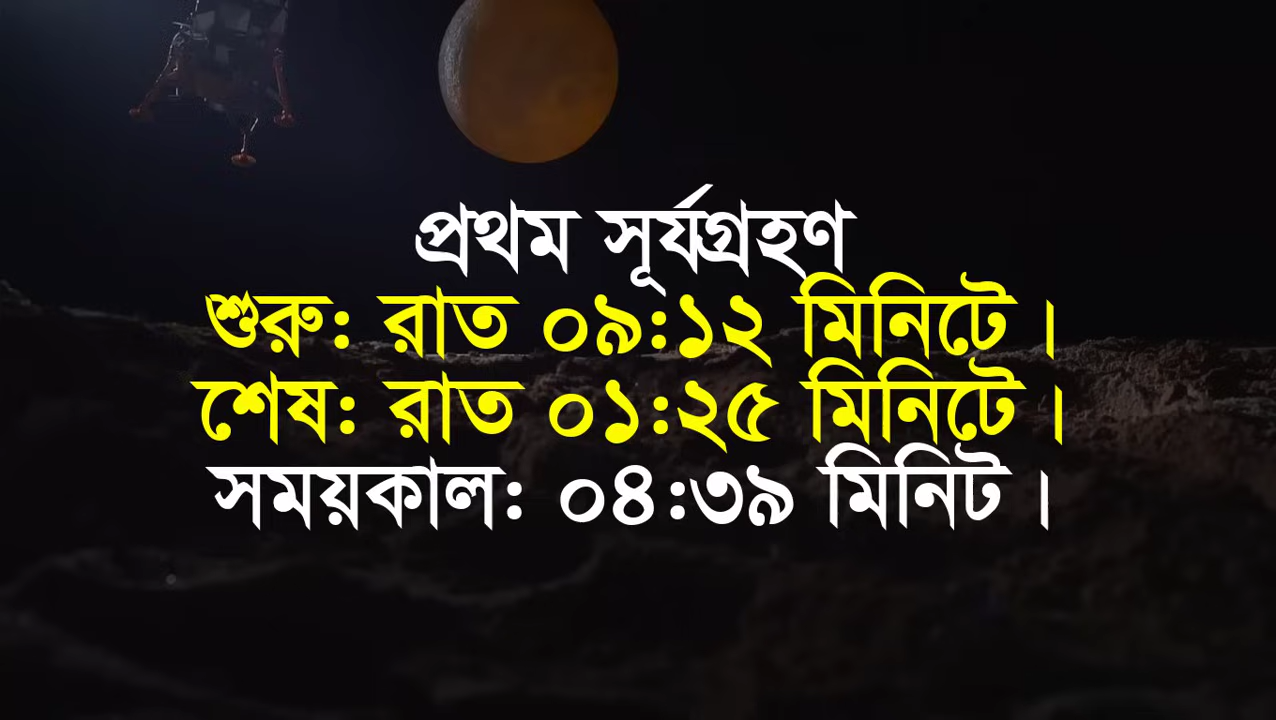 প্রথম সূর্যগ্রহণ
শুরু: রাত ০৯:১২ মিনিটে।
শেষ: রাত ০১:২৫ মিনিটে।
সময়কাল: ০৪:৩৯ মিনিট।